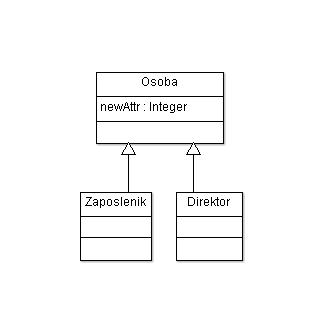 Osoba
newAttr : Integer
Zaposlenik
Direktor